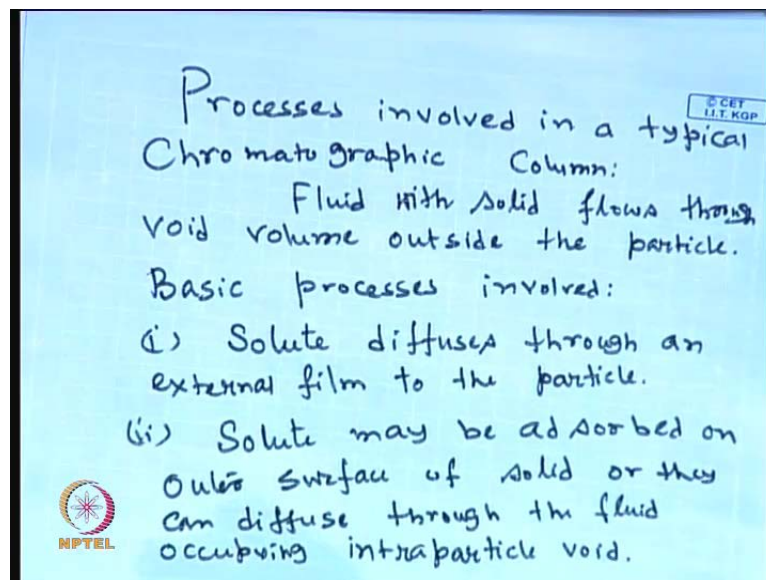 Processes involved in a typical
© CET
I.I.T. KGP
Chromatographic Column:
Fluid with solid flows throug
void volume outside the particle.
Basic processes involved:
(i) Solute diffuses through an
external film to the particle.
(ii) Solute may be adsorbed on
outer surface of solid or they
can diffuse through the fluid
occupying intraparticle void.
NPTEL